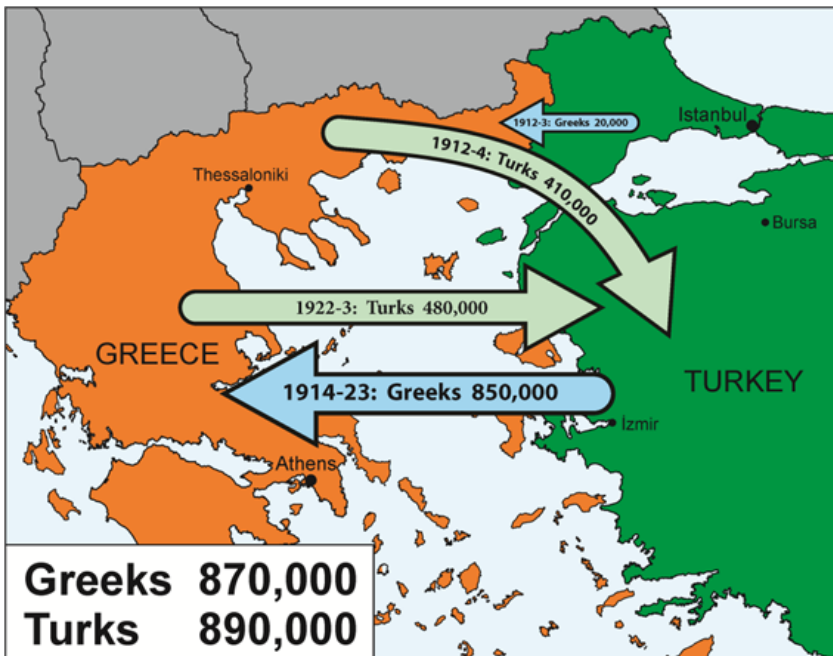 1912-3: Greeks 20,000
Istanbul
1912-4: Turks 410,000
Thessaloniki
Bursa
1922-3: Turks 480,000
GREECE
TURKEY
1914-23: Greeks 850,000
İzmir
Athens
Greeks 870,000
Turks 890,000